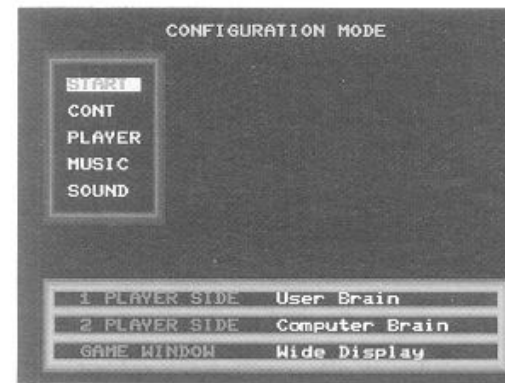 CONFIGURATION MODE
START
CONT
PLAYER
MUSIC
SOUND
1 PLAYER SIDE User Brain
2 PLAYER SIDE Computer Brain
GAME WINDOW Wide Display